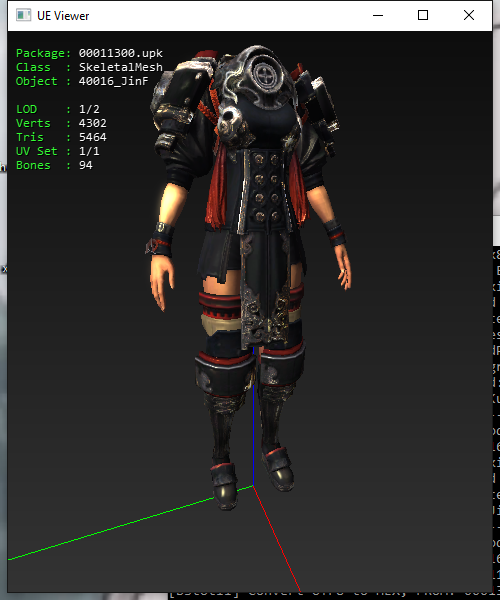 UE Viewer
Package: 00011300.upk
Class : SkeletalMesh
Object : 40016_JinF
LOD : 1/2
Verts : 4302
Tris : 5464
UV Set : 1/1
Bones : 94